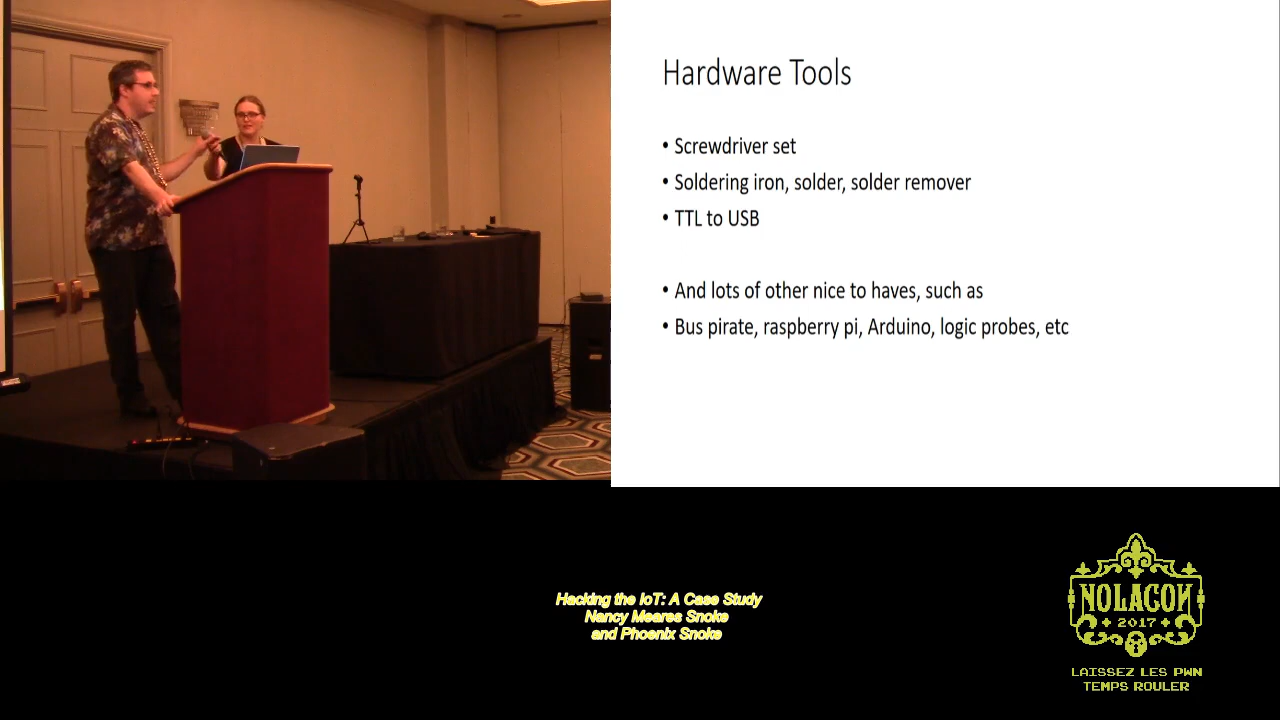 Hardware Tools
• Screwdriver set
• Soldering iron, solder, solder remover
• TTL to USB
• And lots of other nice to haves, such as
• Bus pirate, raspberry pi, Arduino, logic probes, etc
Hacking the IoT: A Case Study
Nancy Meares Snoke
and Phoenix Snoke
NOLACON
2017
LAISSEZ LES PWN
TEMPS ROULER